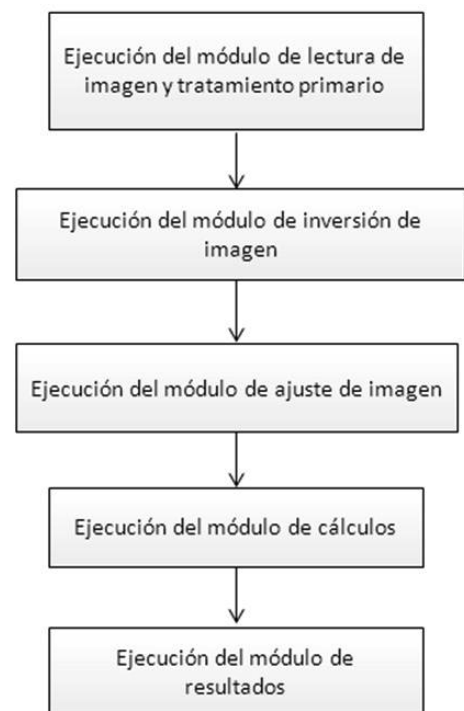 Ejecución del módulo de lectura de
imagen y tratamiento primario
Ejecución del módulo de inversión de
imagen
Ejecución del módulo de ajuste de imagen
Ejecución del módulo de cálculos
Ejecución del módulo de
resultados